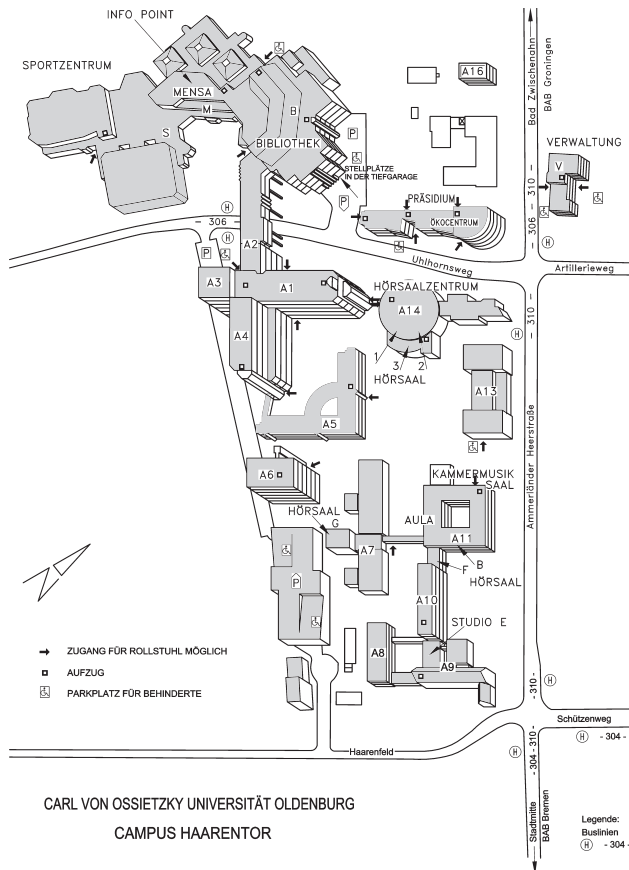 INFO POINT
SPORTZENTRUM
MENSA
M
B
S
BIBLIOTHEK
P
STELLPLÄTZE
IN DER TIEFGARAGE
P
A16
Bad Zwischenahn
BAB Groningen
VERWALTUNG
V
- 306 - 310 -
H
PRÄSIDIUM
ÖKOCENTRUM
H
- 306 -
H
A2
P
Uhlhornsweg
Artillerieweg
A3
A1
HÖRSAALZENTRUM
A14
- 310 -
H
A4
1
3
2
HÖRSAAL
A13
A5
Ammerländer Heerstraße
A6
KAMMERMUSIK
SAAL
HÖRSAAL
G
AULA
A11
A7
F
B
HÖRSAAL
P
A10
STUDIO E
A8
A9
ZUGANG FÜR ROLLSTUHL MÖGLICH
AUFZUG
PARKPLATZ FÜR BEHINDERTE
- 310 -
H
Schützenweg
H - 304 -
Haarenfeld
H
- 304 - 310 -
Stadtmitte
BAB Bremen
CARL VON OSSIETZKY UNIVERSITÄT OLDENBURG
CAMPUS HAARENTOR
Legende:
Buslinien
H - 304 -